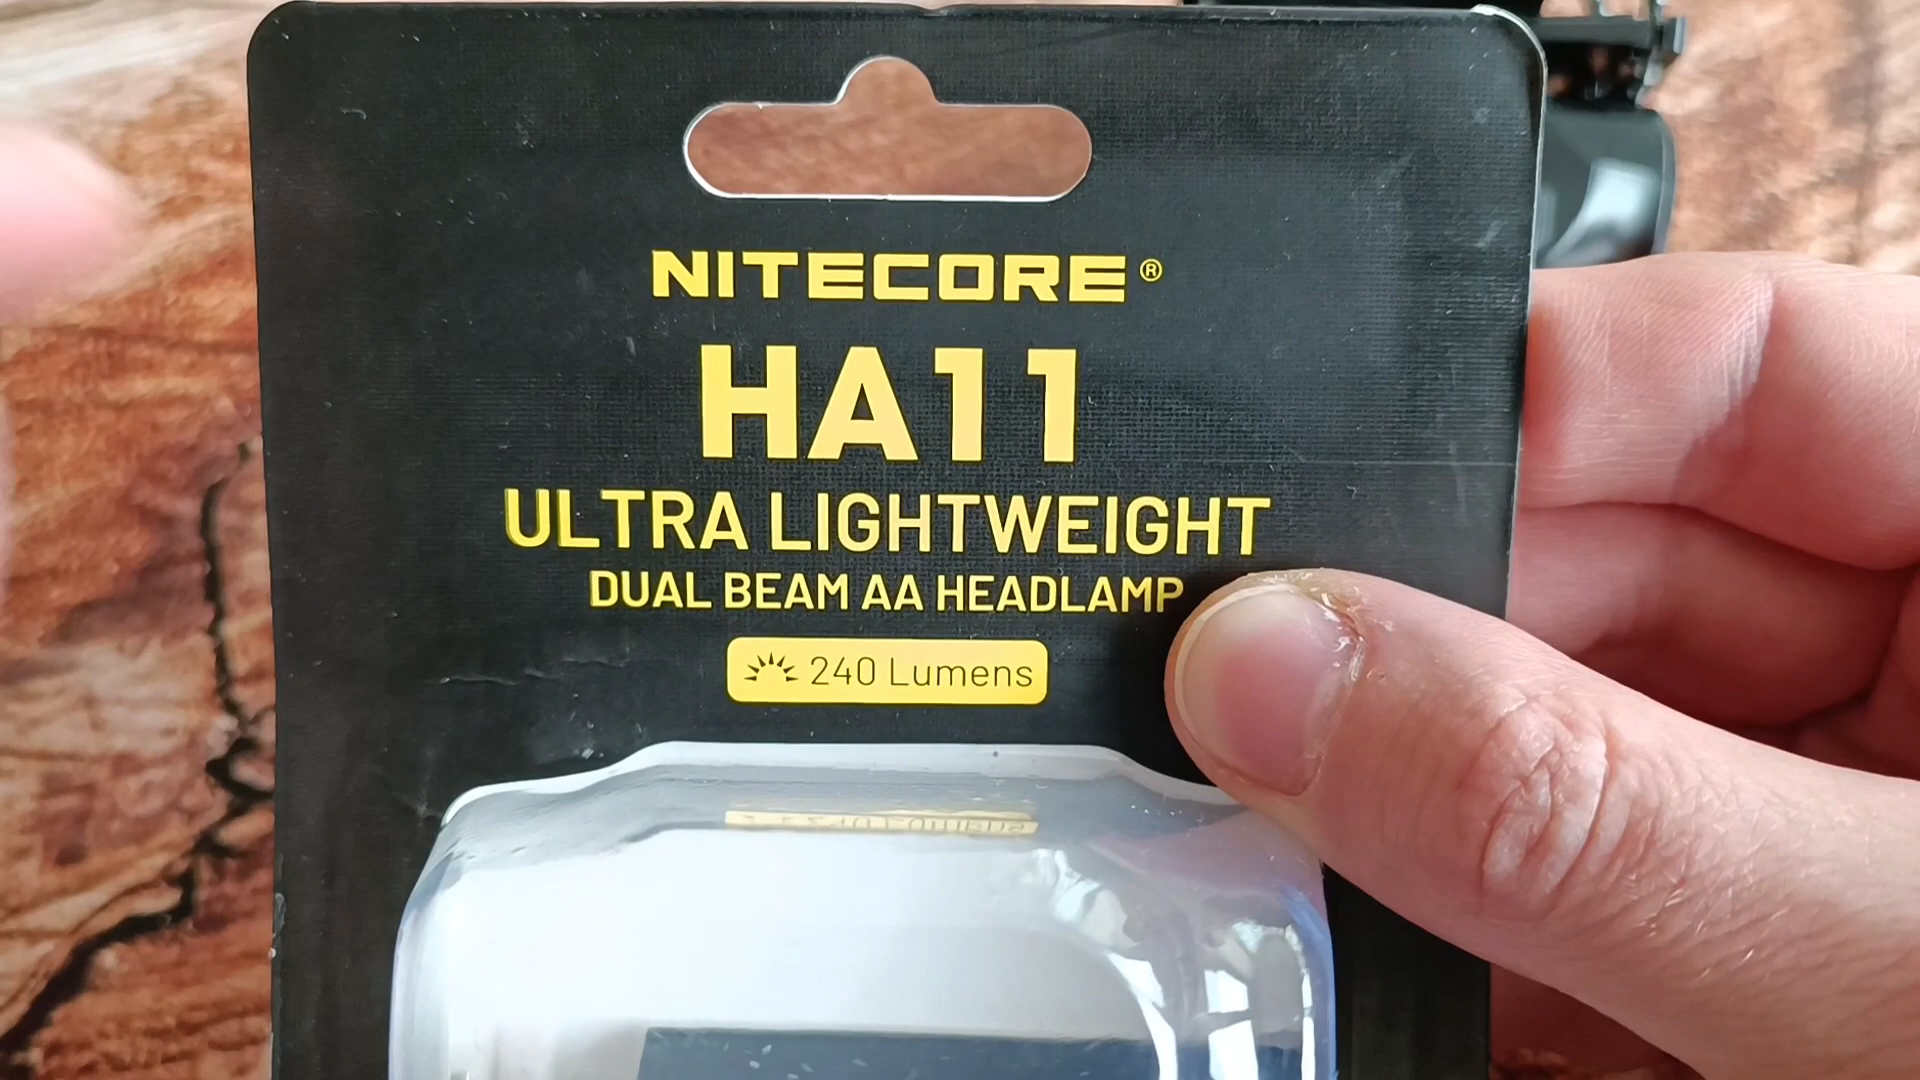 NITECORE®
HA11
ULTRA LIGHTWEIGHT
DUAL BEAM AA HEADLAMP
240 Lumens